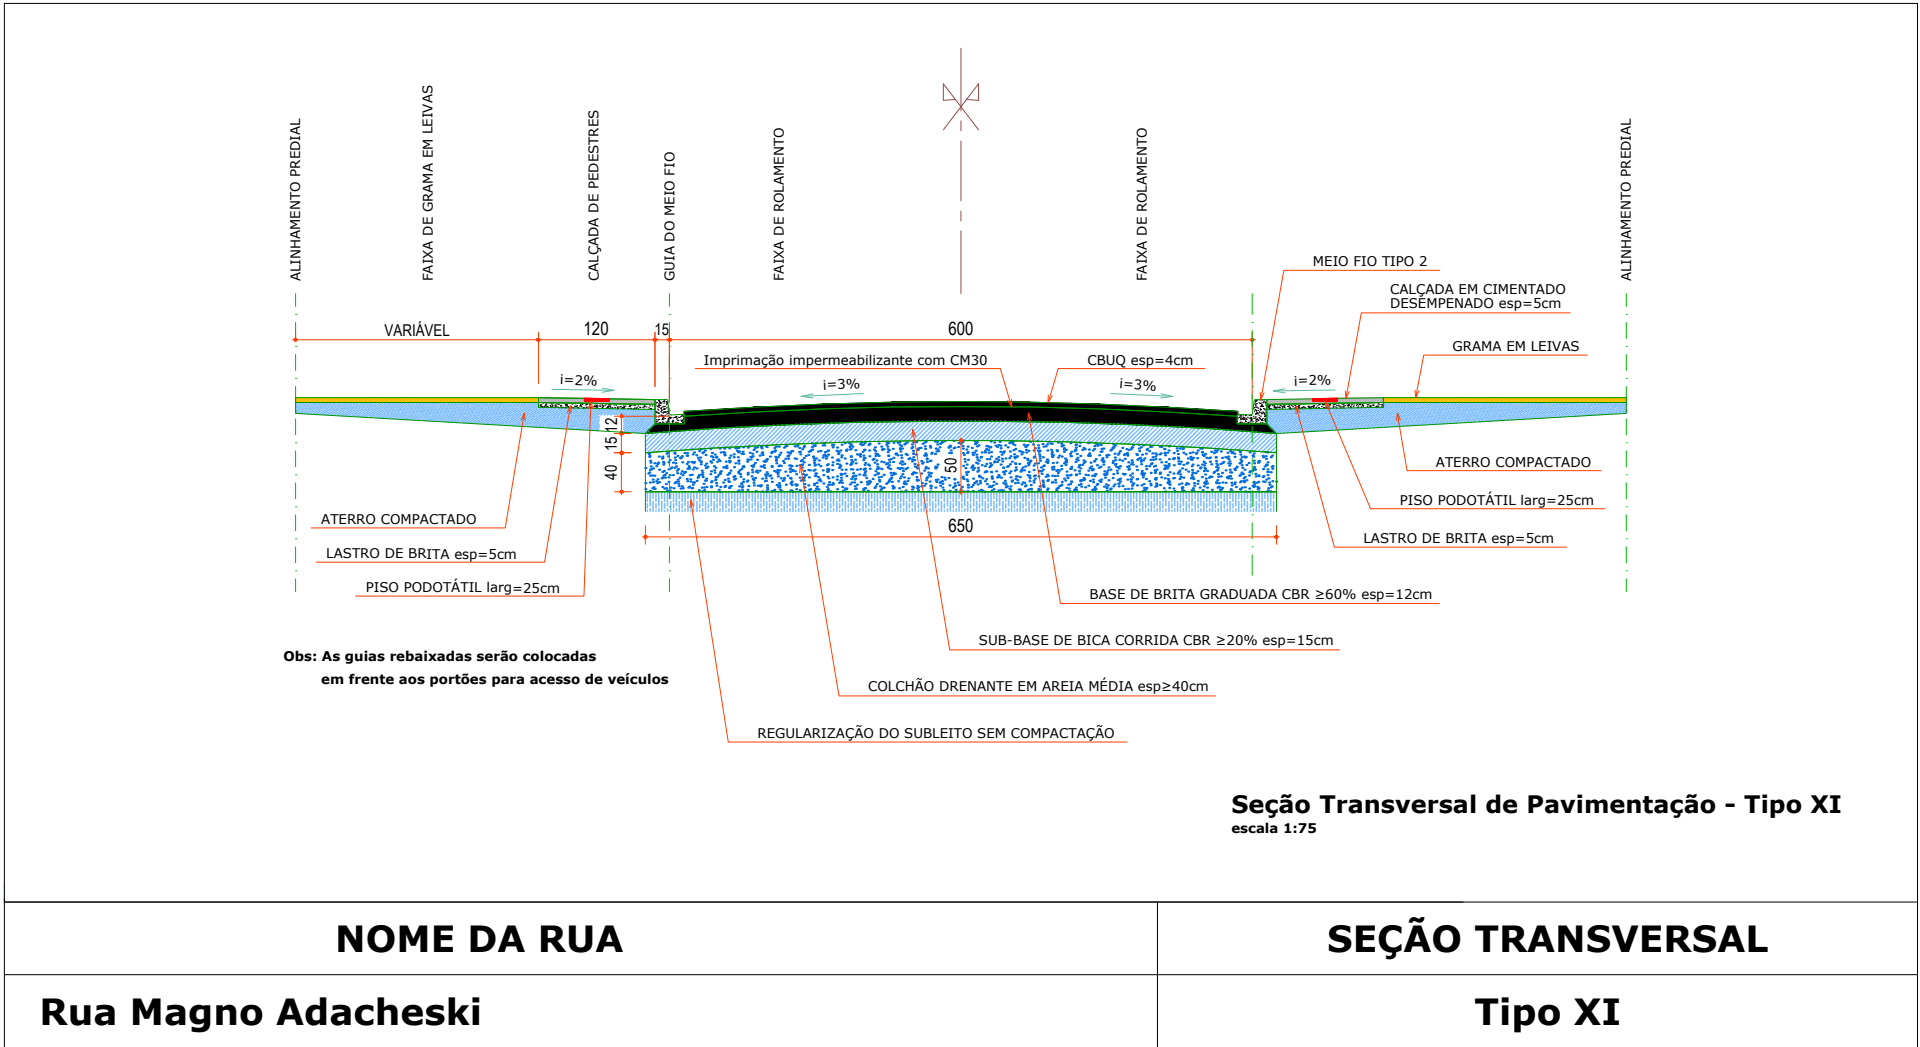 ALINHAMENTO PREDIAL
FAIXA DE GRAMA EM LEIVAS
CALÇADA DE PEDESTRES
GUIA DO MEIO FIO
FAIXA DE ROLAMENTO
FAIXA DE ROLAMENTO
ALINHAMENTO PREDIAL
MEIO FIO TIPO 2
CALÇADA EM CIMENTADO
DESEMPENADO esp=5cm
GRAMA EM LEIVAS
VARIÁVEL
120
15
600
Imprimação impermeabilizante com CM30
CBUQ esp=4cm
i=2%
i=3%
i=3%
i=2%
12
15
40
50
650
ATERRO COMPACTADO
LASTRO DE BRITA esp=5cm
PISO PODOTÁTIL larg=25cm
ATERRO COMPACTADO
PISO PODOTÁTIL larg=25cm
LASTRO DE BRITA esp=5cm
BASE DE BRITA GRADUADA CBR ≥60% esp=12cm
SUB-BASE DE BICA CORRIDA CBR ≥20% esp=15cm
COLCHÃO DRENANTE EM AREIA MÉDIA esp≥40cm
REGULARIZAÇÃO DO SUBLEITO SEM COMPACTAÇÃO
Obs: As guias rebaixadas serão colocadas
em frente aos portões para acesso de veículos
Seção Transversal de Pavimentação - Tipo XI
escala 1:75
NOME DA RUA
SEÇÃO TRANSVERSAL
Rua Magno Adacheski
Tipo XI